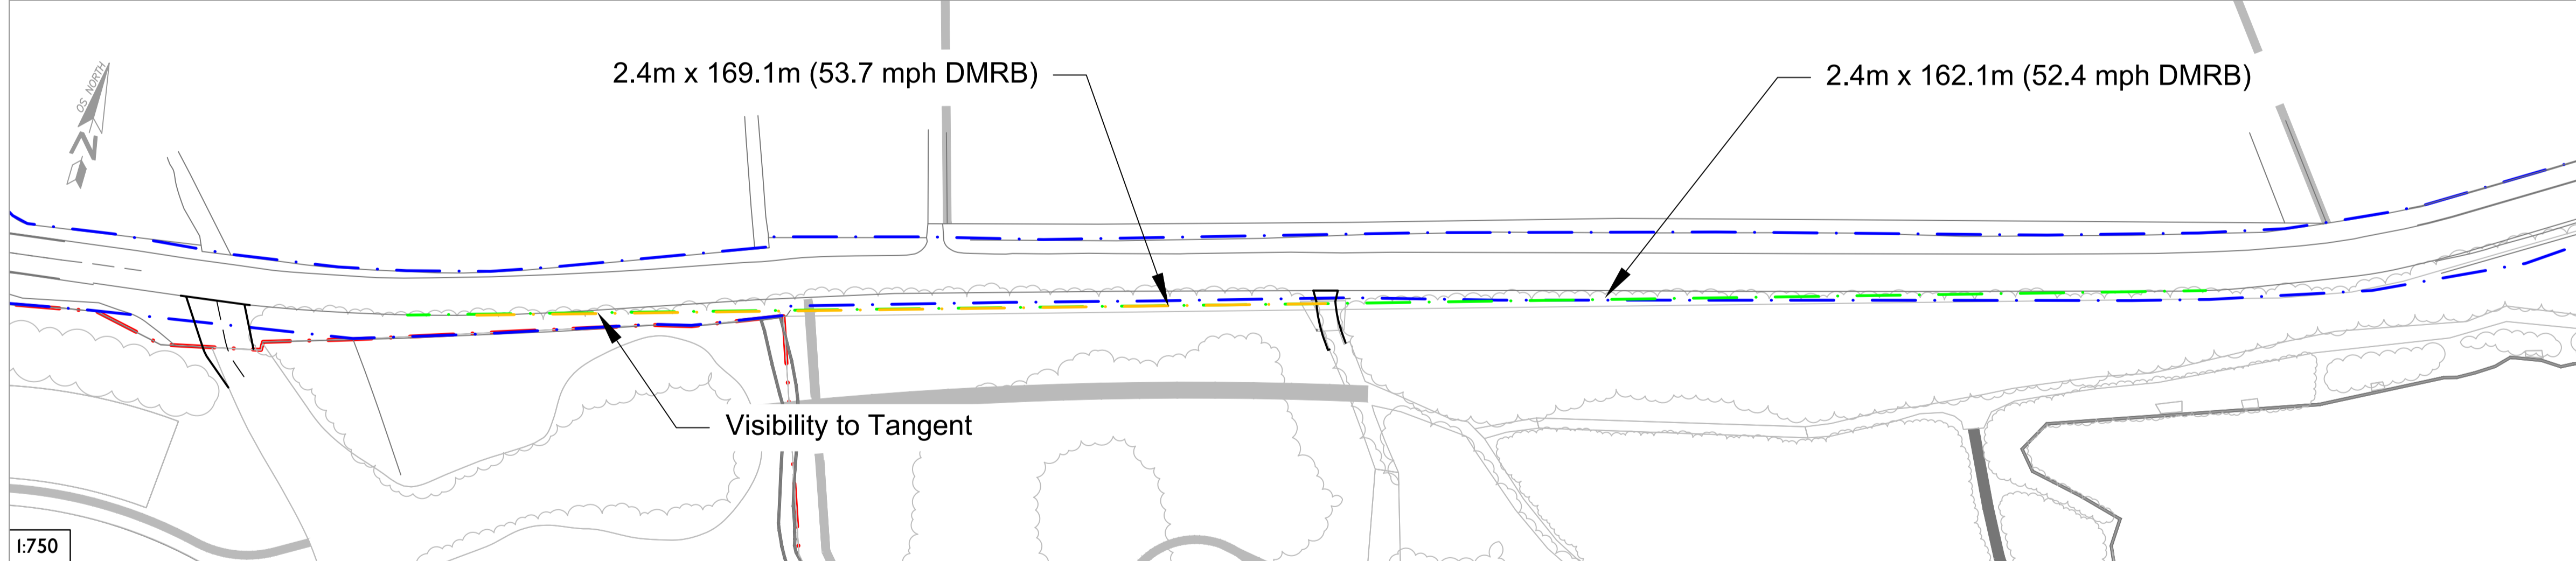 2.4m x 169.1m (53.7 mph DMRB)
2.4m x 162.1m (52.4 mph DMRB)
OS NORTH
N
Visibility to Tangent
1:750